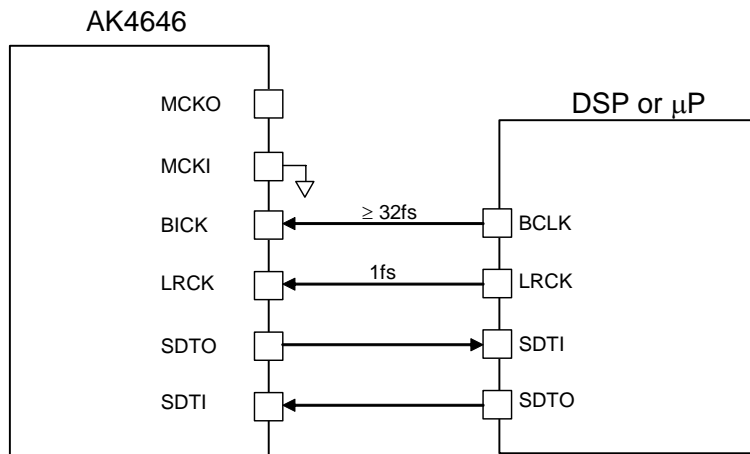 AK4646
DSP or μP
MCKO
MCKI
BICK
≥ 32fs
BCLK
LRCK
1fs
LRCK
SDTO
SDTI
SDTI
SDTO